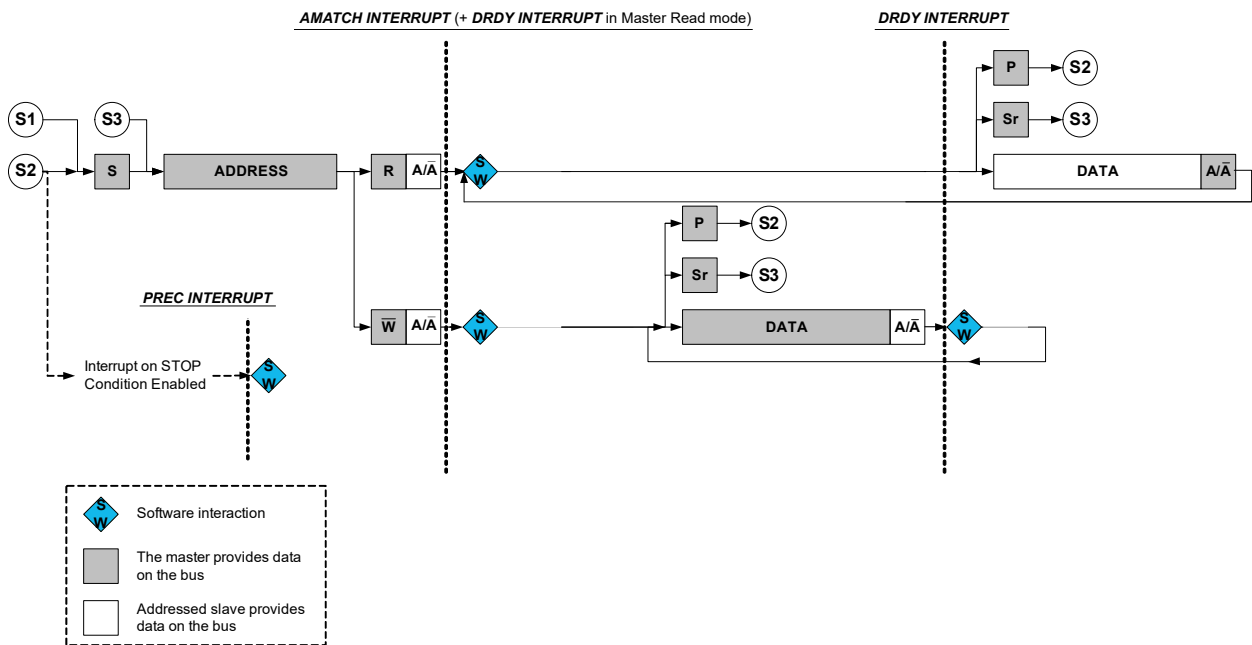 AMATCH INTERRUPT (+ DRDY INTERRUPT in Master Read mode)
DRDY INTERRUPT
P
S2
S1
S3
Sr
S3
S2
S
ADDRESS
R
A/A̅
S
W
DATA
A/A̅
P
S2
Sr
S3
PREC INTERRUPT
W̅
A/A̅
S
W
DATA
A/A̅
S
W
Interrupt on STOP
Condition Enabled
S
W
S
W
Software interaction
The master provides data
on the bus
Addressed slave provides
data on the bus